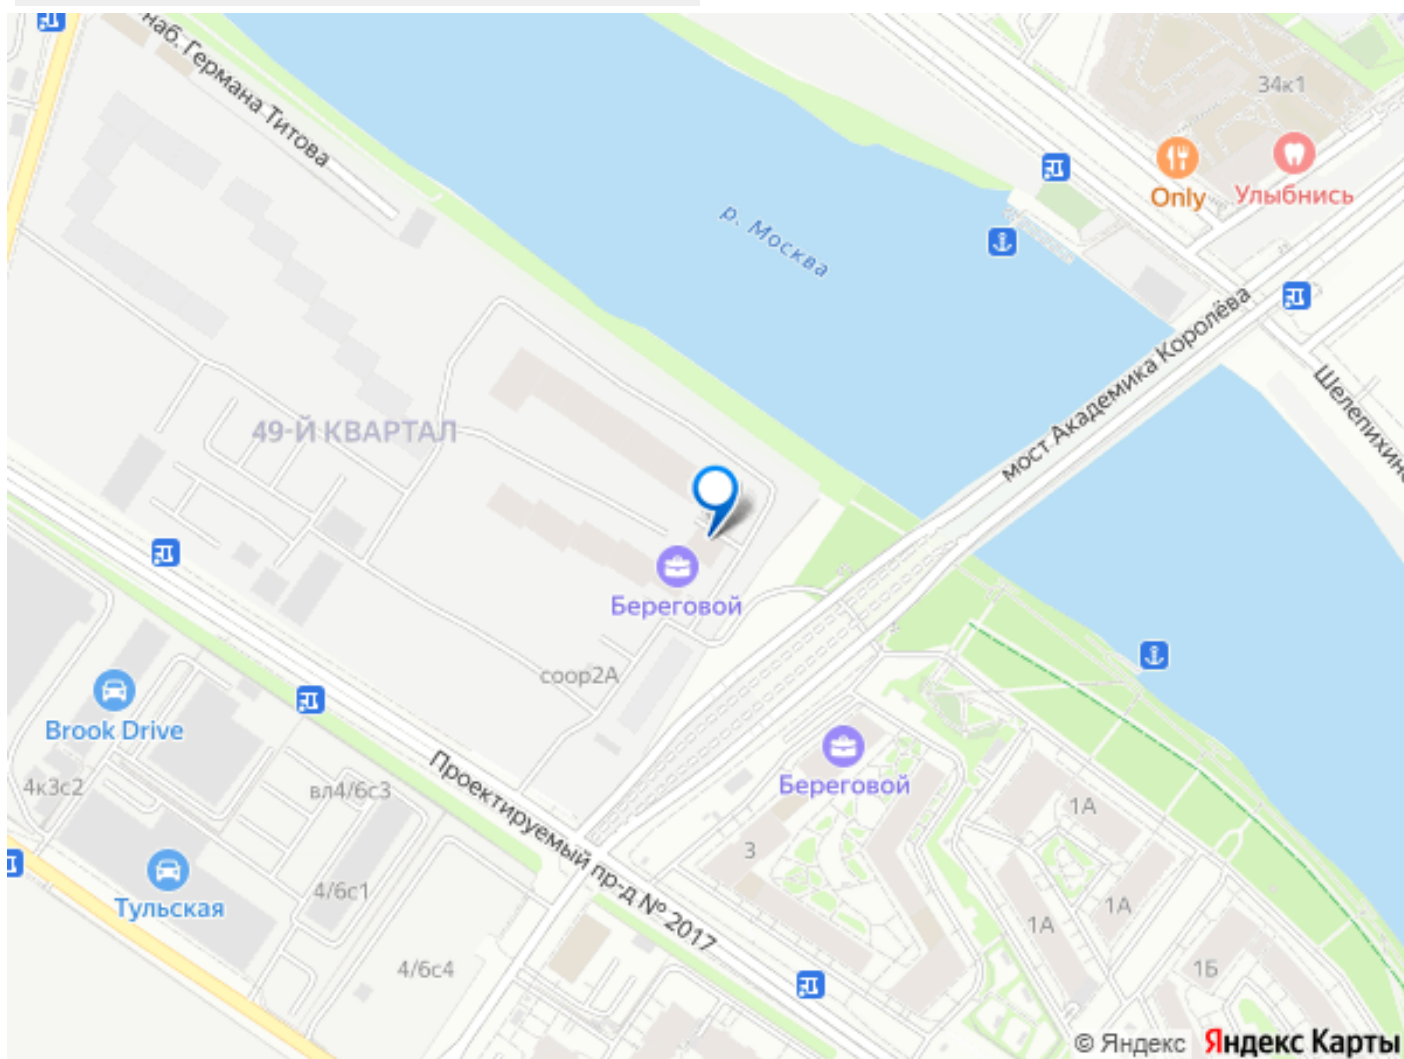 наб. Германа Титова
34к1
Only
Улыбнись
р. Москва
мост Академика Королёва
Шелепихинс
49-Й КВАРТАЛ
Береговой
соор2А
Brook Drive
4к3с2
вл4/6с3
Проектируемый пр-д № 2017
Береговой
1А
3
4/6с1
Тульская
1А
1А
4/6с4
1Б
© Яндекс Яндекс Карты